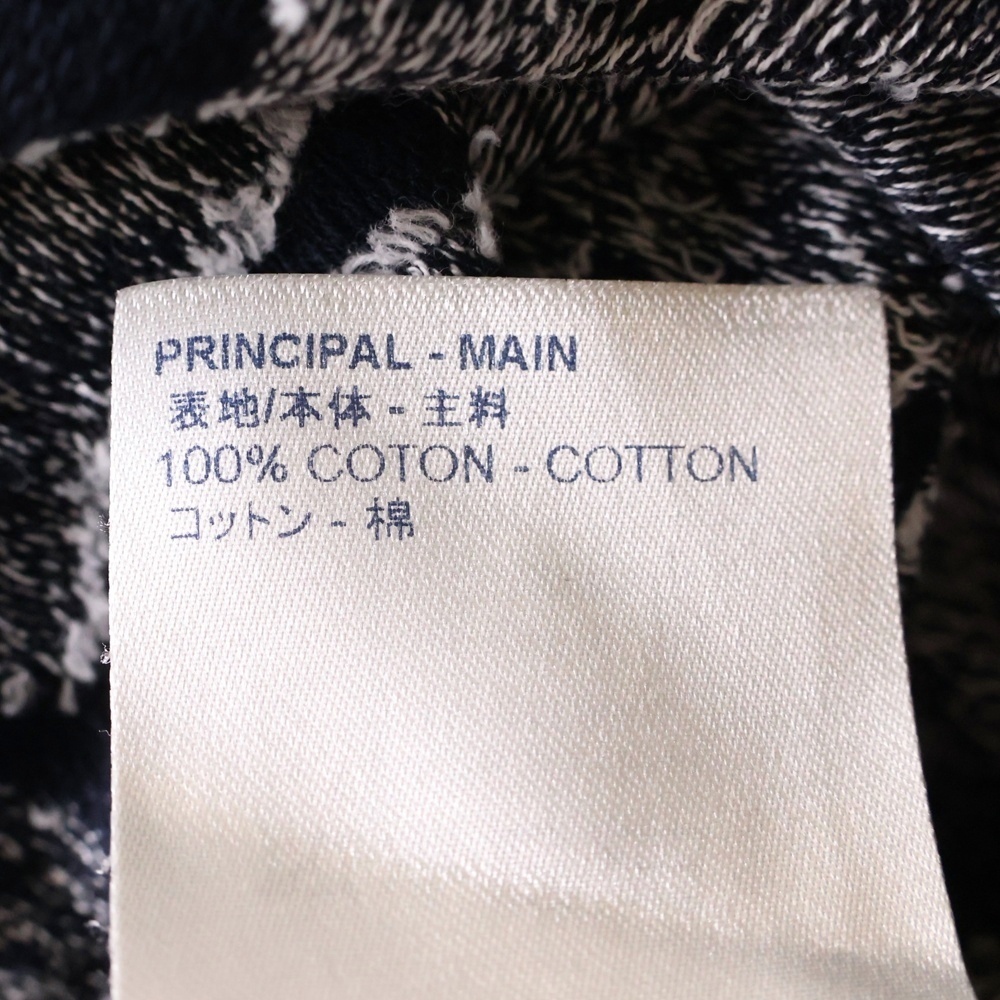 PRINCIPAL - MAIN
表地/本体 - 主料
100% COTON - COTTON
コットン - 棉